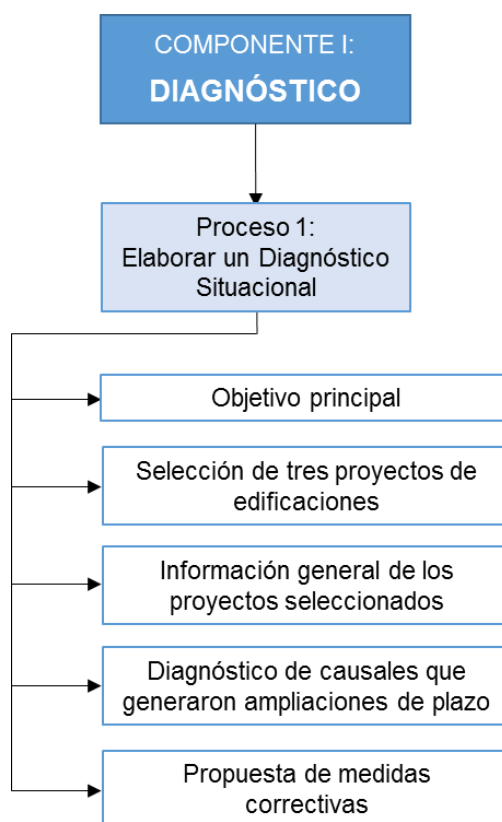 COMPONENTE I:
DIAGNÓSTICO
Proceso 1:
Elaborar un Diagnóstico
Situacional
Objetivo principal
Selección de tres proyectos de
edificaciones
Información general de los
proyectos seleccionados
Diagnóstico de causales que
generaron ampliaciones de plazo
Propuesta de medidas
correctivas